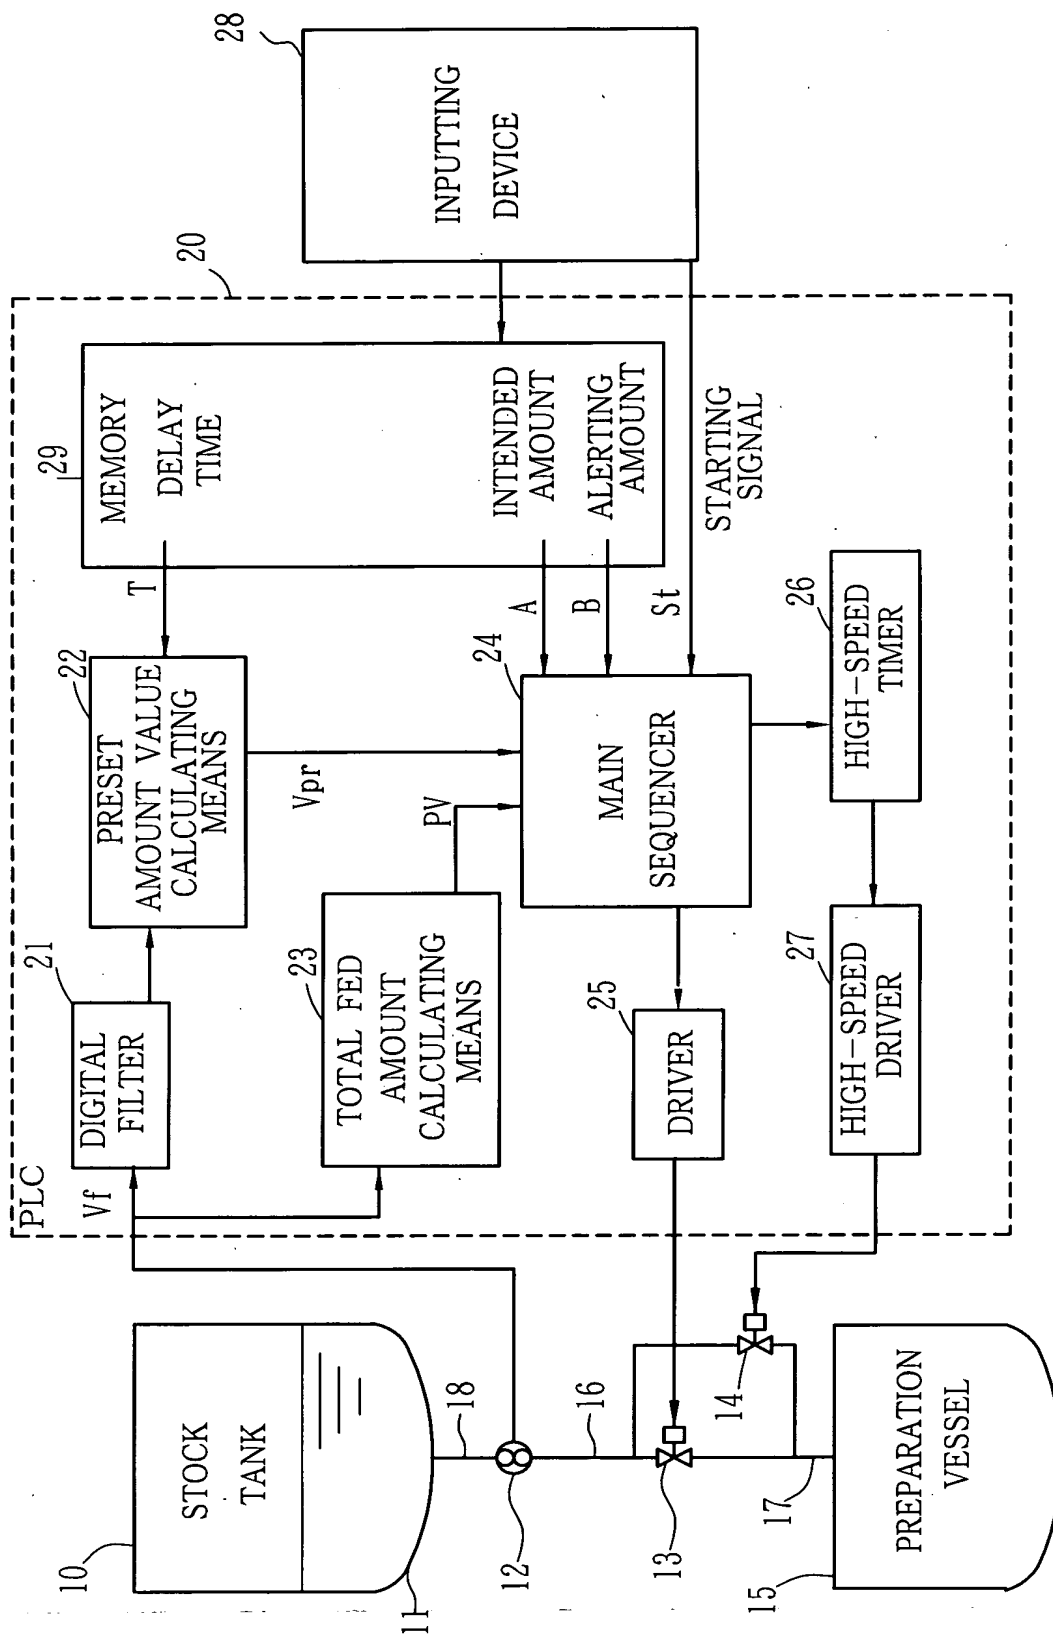 28
INPUTTING
DEVICE
20
PLC
29
MEMORY
DELAY
TIME
INTENDED
AMOUNT
ALERTING
AMOUNT
STARTING
SIGNAL
T
A
B
St
22
PRESET
AMOUNT VALUE
CALCULATING
MEANS
Vpr
PV
24
MAIN
SEQUENCER
26
HIGH-SPEED
TIMER
21
DIGITAL
FILTER
Vf
23
TOTAL FED
AMOUNT
CALCULATING
MEANS
25
DRIVER
27
HIGH-SPEED
DRIVER
10
STOCK
TANK
11
18
12
16
13
14
17
15
PREPARATION
VESSEL